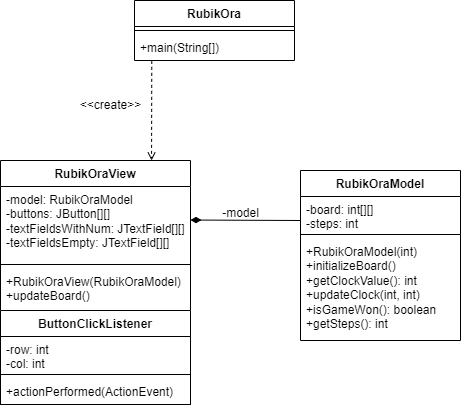 RubikOra
+main(String[])
<<create>>
RubikOraView
-model: RubikOraModel
-buttons: JButton[][]
-textFieldsWithNum: JTextField[][]
-textFieldsEmpty: JTextField[][]
+RubikOraView(RubikOraModel)
+updateBoard()
ButtonClickListener
-row: int
-col: int
+actionPerformed(ActionEvent)
-model
RubikOraModel
-board: int[][]
-steps: int
+RubikOraModel(int)
+initializeBoard()
+getClockValue(): int
+updateClock(int, int)
+isGameWon(): boolean
+getSteps(): int